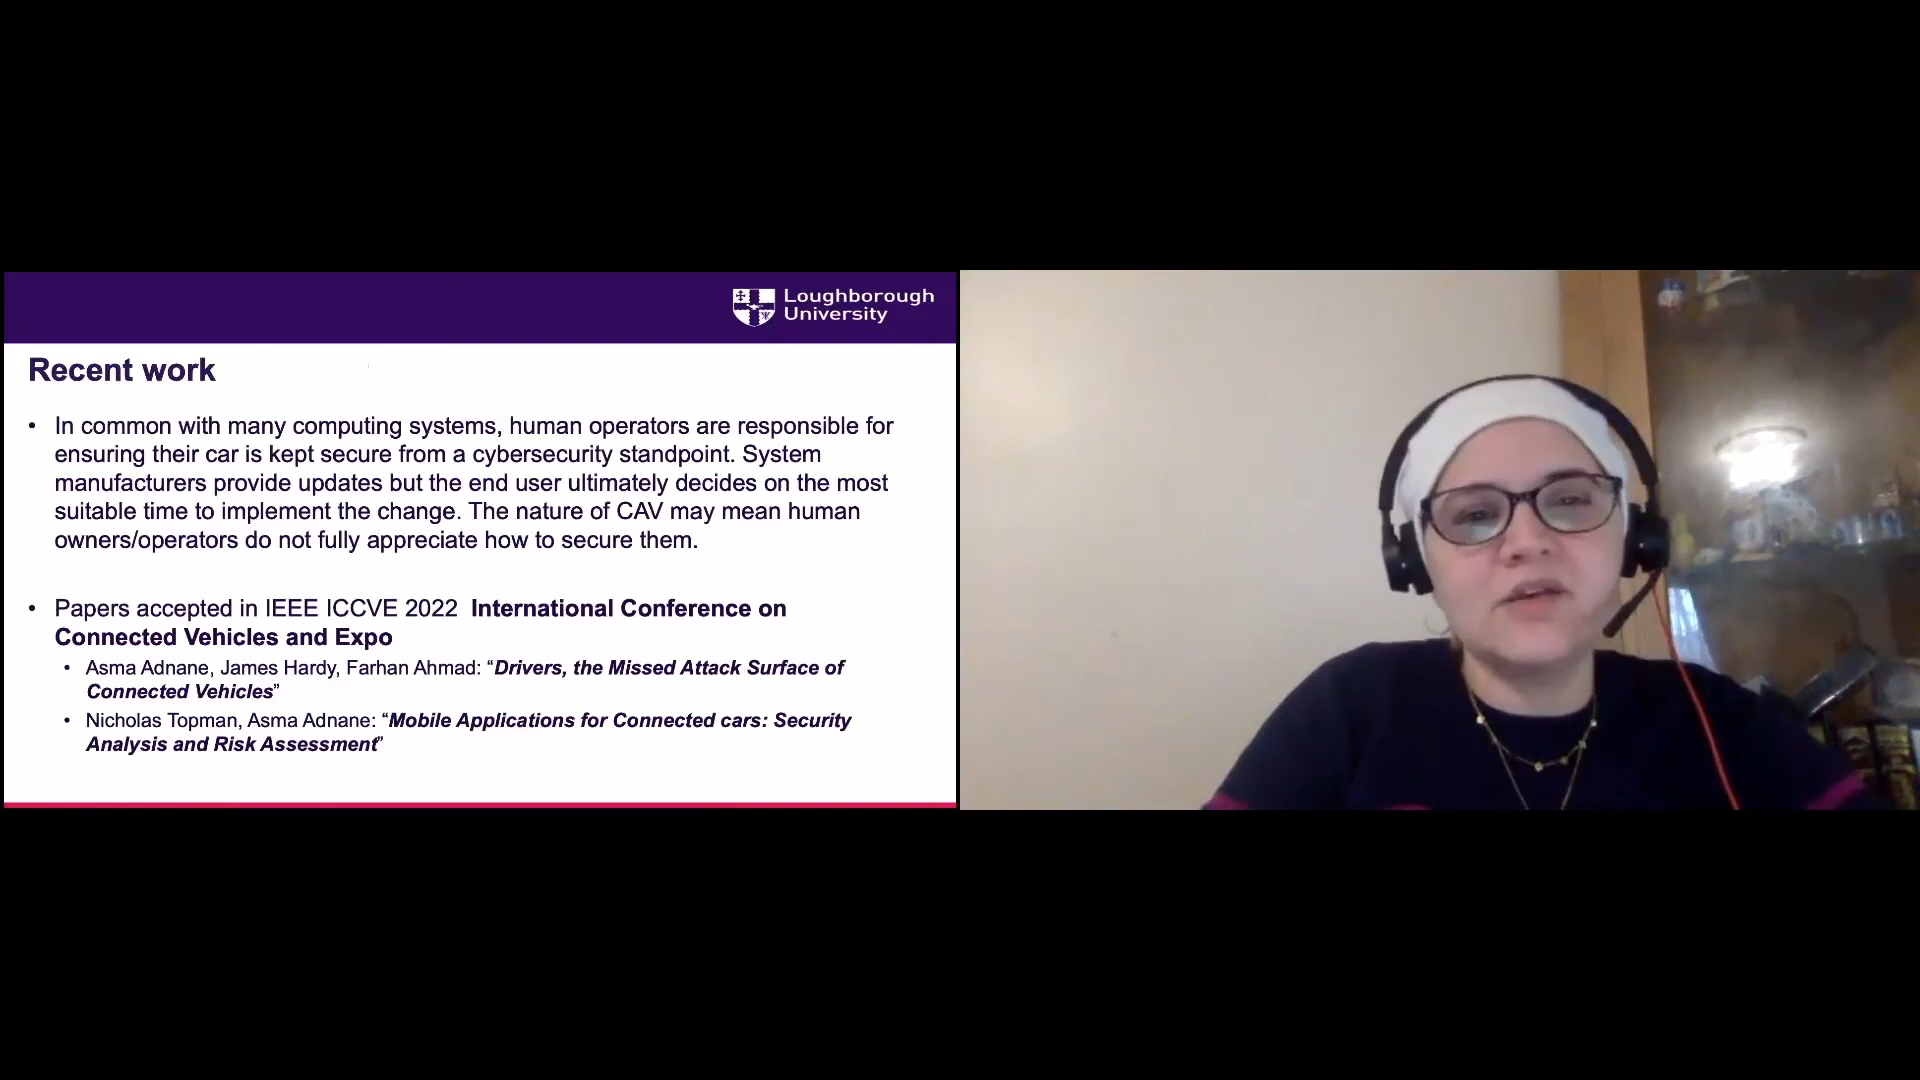 Loughborough
University
Recent work
• In common with many computing systems, human operators are responsible for
ensuring their car is kept secure from a cybersecurity standpoint. System
manufacturers provide updates but the end user ultimately decides on the most
suitable time to implement the change. The nature of CAV may mean human
owners/operators do not fully appreciate how to secure them.
• Papers accepted in IEEE ICCVE 2022 International Conference on
Connected Vehicles and Expo
• Asma Adnane, James Hardy, Farhan Ahmad: “Drivers, the Missed Attack Surface of
Connected Vehicles”
• Nicholas Topman, Asma Adnane: “Mobile Applications for Connected cars: Security
Analysis and Risk Assessment”